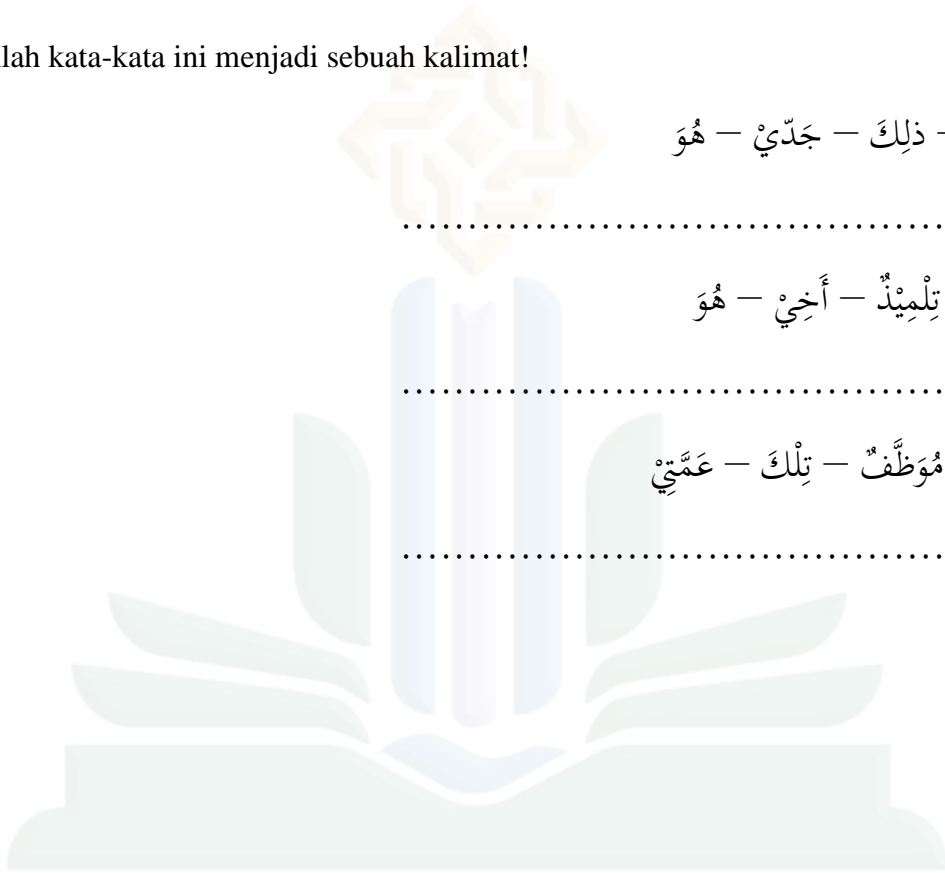 lah kata-kata ini menjadi sebuah kalimat!
- ذلِكَ – جَدّيْ – هُوَ
........................................
تِلْمِيْذٌ – أَخِيْ – هُوَ
........................................
مُوَظَّفٌ – تِلْكَ – عَمَّتِيْ
........................................